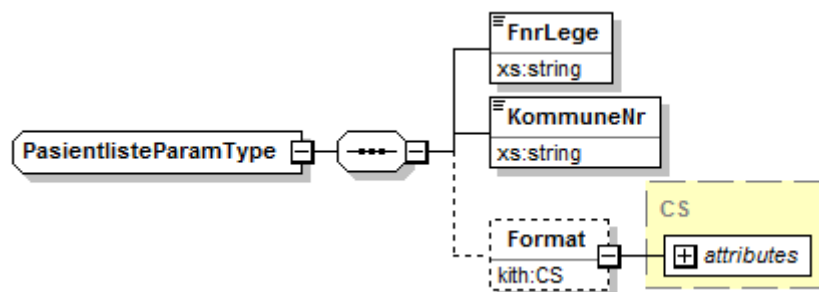 FnrLege
xs:string
KommuneNr
xs:string
PasientlisteParamType
CS
Format
kith:CS
attributes